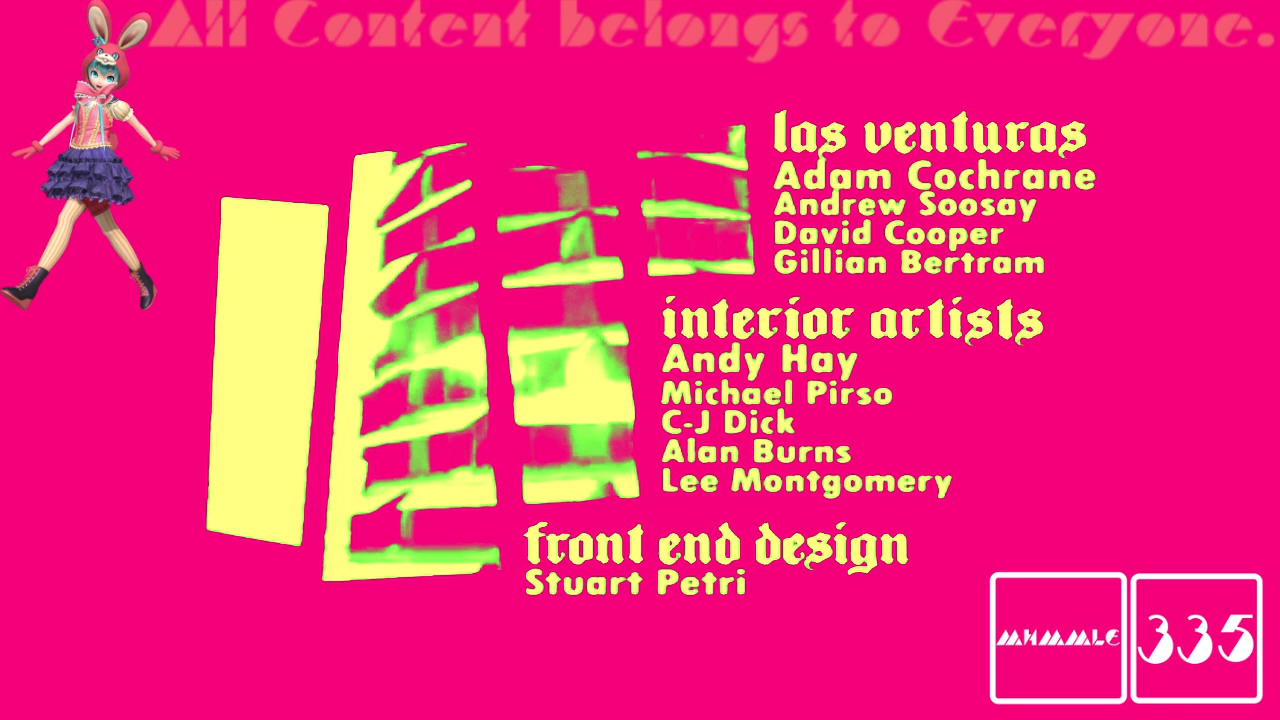 All Content belongs to Everyone.
las venturas
Adam Cochrane
Andrew Soosay
David Cooper
Gillian Bertram
interior artists
Andy Hay
Michael Pirso
C-J Dick
Alan Burns
Lee Montgomery
front end design
Stuart Petri
335